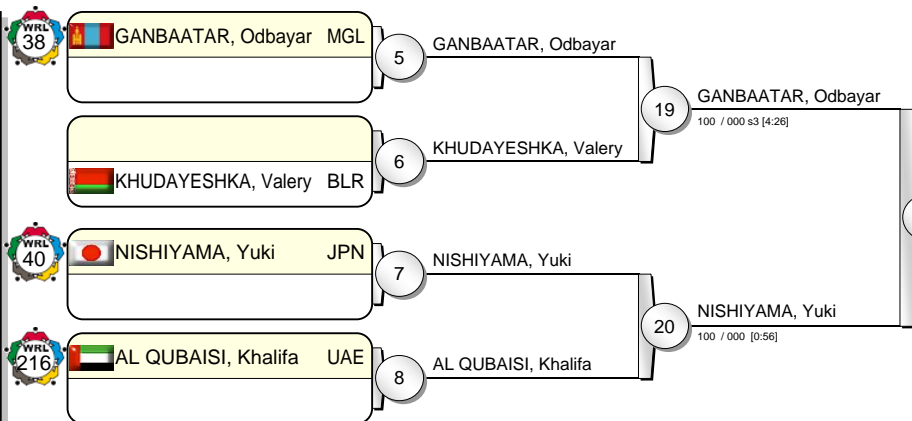 WRL
38
GANBAATAR, Odbayar MGL
5
GANBAATAR, Odbayar
19
GANBAATAR, Odbayar
100 / 000 s3 [4:26]
6
KHUDAYESHKA, Valery
KHUDAYESHKA, Valery BLR
WRL
40
NISHIYAMA, Yuki JPN
7
NISHIYAMA, Yuki
20
NISHIYAMA, Yuki
100 / 000 [0:56]
WRL
216
AL QUBAISI, Khalifa UAE
8
AL QUBAISI, Khalifa